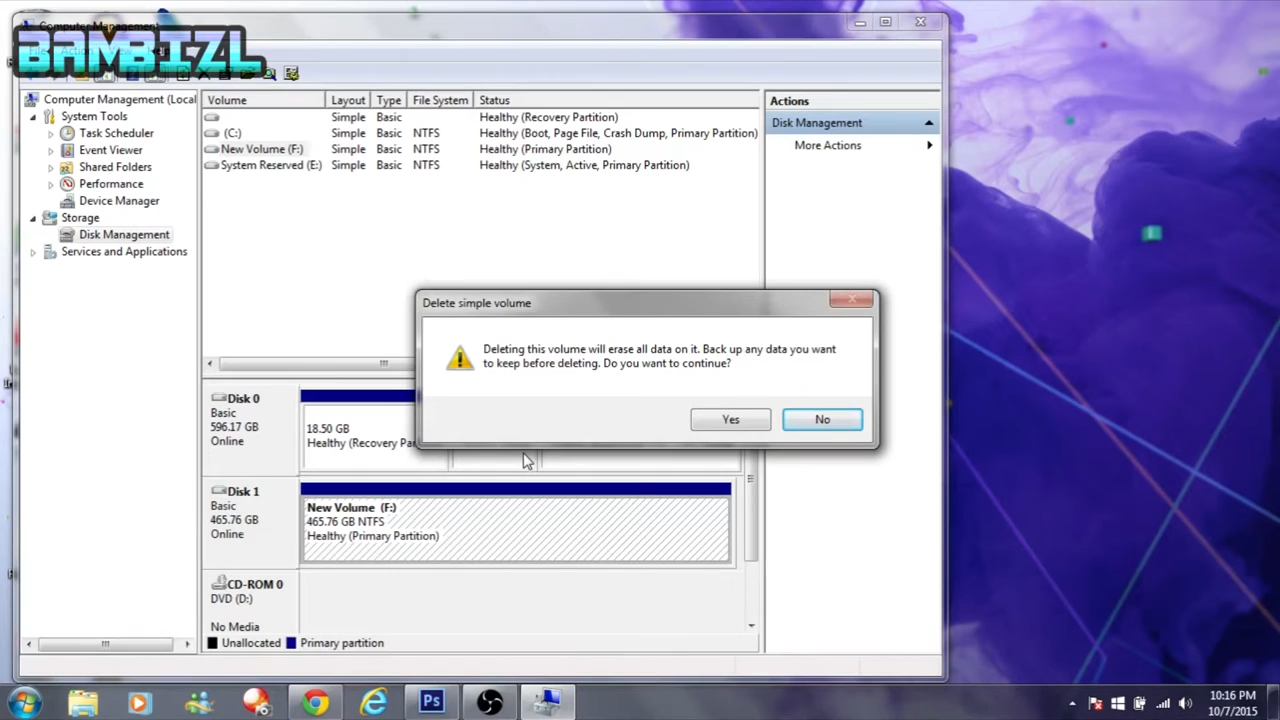 Computer Management
BAMBIZL
Computer Management (Local
System Tools
Task Scheduler
Event Viewer
Shared Folders
Performance
Device Manager
Storage
Disk Management
Services and Applications
Volume Layout Type File System Status
Simple Basic Healthy (Recovery Partition)
(C:) Simple Basic NTFS Healthy (Boot, Page File, Crash Dump, Primary Partition)
New Volume (F:) Simple Basic NTFS Healthy (Primary Partition)
System Reserved (E:) Simple Basic NTFS Healthy (System, Active, Primary Partition)
Actions
Disk Management
More Actions
Delete simple volume
Deleting this volume will erase all data on it. Back up any data you want
to keep before deleting. Do you want to continue?
Yes No
Disk 0
Basic
596.17 GB
Online
18.50 GB
Healthy (Recovery Par
Disk 1
Basic
465.76 GB
Online
New Volume (F:)
465.76 GB NTFS
Healthy (Primary Partition)
CD-ROM 0
DVD (D:)
No Media
Unallocated Primary partition
Ps
10:16 PM
10/7/2015